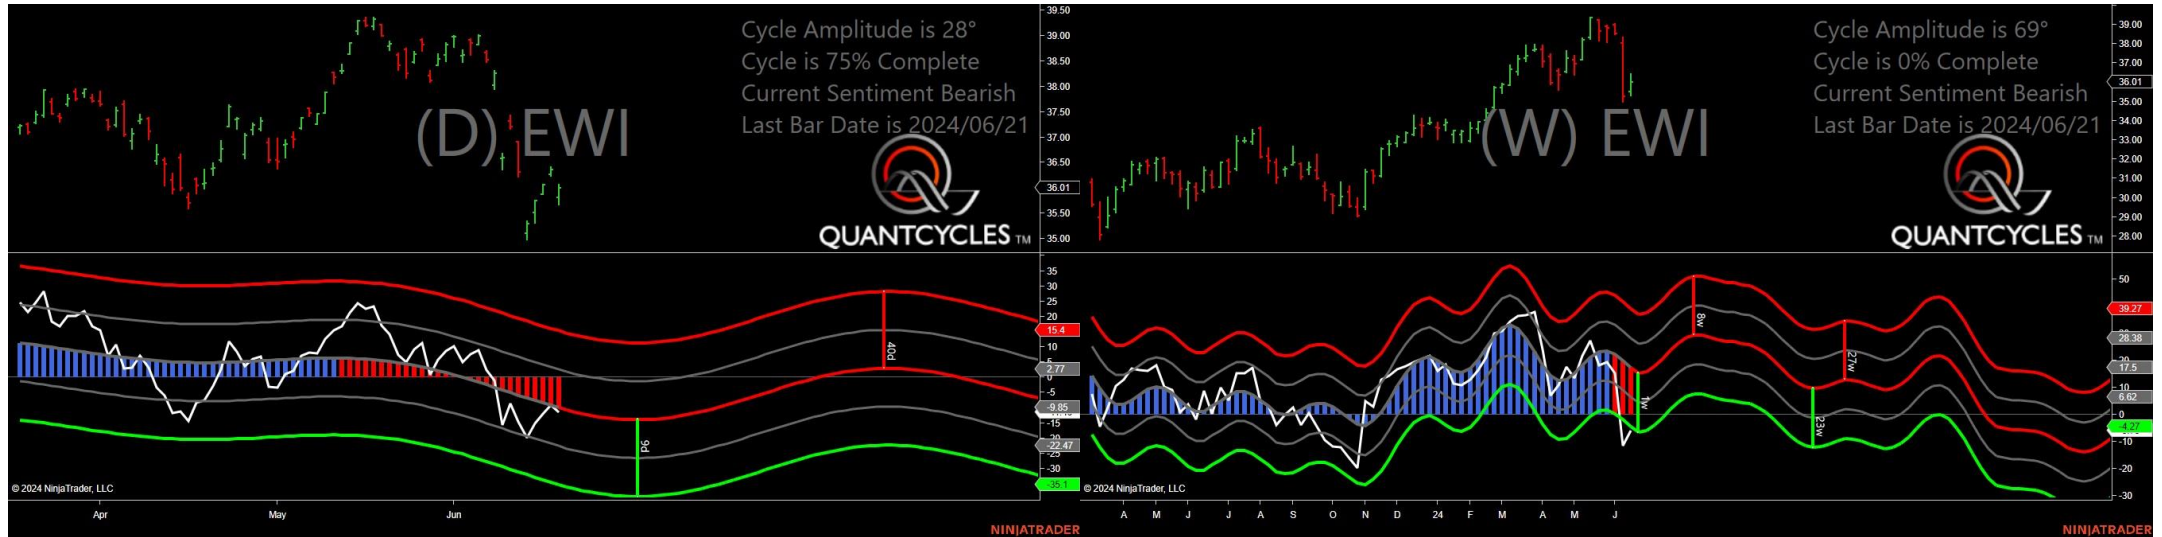 Cycle Amplitude is 28°
Cycle is 75% Complete
Current Sentiment Bearish
Last Bar Date is 2024/06/21
(D) EWI
QUANTCYCLES TM
39.50
39.00
38.50
38.00
37.50
37.00
36.50
36.01
35.50
35.00
35
30
25
20
15.4
10
5
2.77
0
-5
-9.85
-15
-22.47
-25
-30
-35.1
40d
9d
© 2024 NinjaTrader, LLC
Apr May Jun
NINJATRADER
Cycle Amplitude is 69°
Cycle is 0% Complete
Current Sentiment Bearish
Last Bar Date is 2024/06/21
(W) EWI
QUANTCYCLES TM
39.00
38.00
37.00
36.01
35.00
34.00
33.00
32.00
31.00
30.00
29.00
28.00
50
39.27
28.38
20
17.5
10
6.62
0
-4.27
-10
-20
-30
8w
27w
1w
23w
© 2024 NinjaTrader, LLC
A M J J A S O N D 24 F M A M J
NINJATRADER